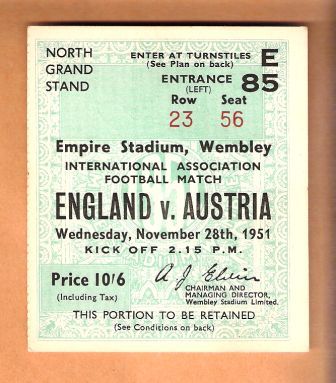 NORTH GRAND STAND
ENTER AT TURNSTILES
(See Plan on back)
E
ENTRANCE 85
(LEFT)
Row Seat
23 56
Empire Stadium, Wembley
INTERNATIONAL ASSOCIATION
FOOTBALL MATCH
ENGLAND v. AUSTRIA
Wednesday, November 28th, 1951
KICK OFF 2.15 P.M.
Price 10/6
(Including Tax)
A J Elvin
CHAIRMAN AND
MANAGING DIRECTOR,
Wembley Stadium Limited.
THIS PORTION TO BE RETAINED
(See Conditions on back)